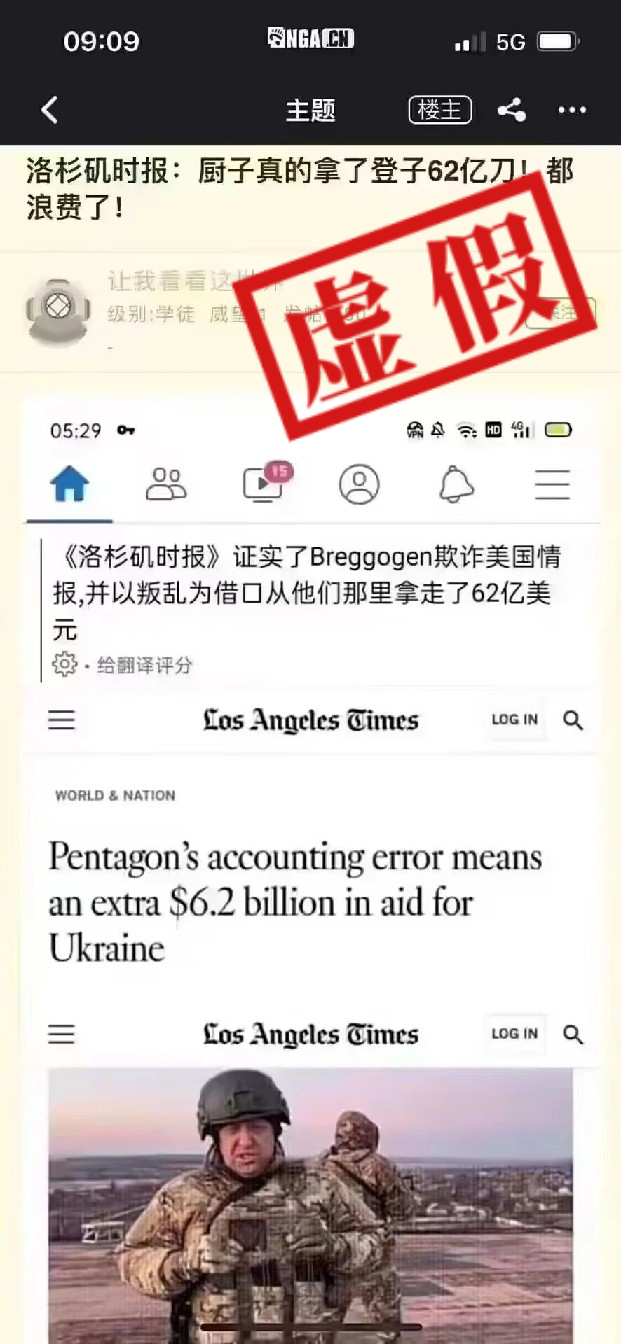 09:09
NGA.CN
5G
主题
楼主
洛杉矶时报：厨子真的拿了登子62亿刀！都
浪费了！
虚假
让我看看这世界
级别:学徒 威望
关注
05:29
VPN
HD
4G
15
《洛杉矶时报》证实了Breggogen欺诈美国情
报,并以叛乱为借口从他们那里拿走了62亿美
元
· 给翻译评分
Los Angeles Times
LOG IN
WORLD & NATION
Pentagon’s accounting error means
an extra $6.2 billion in aid for
Ukraine
Los Angeles Times
LOG IN